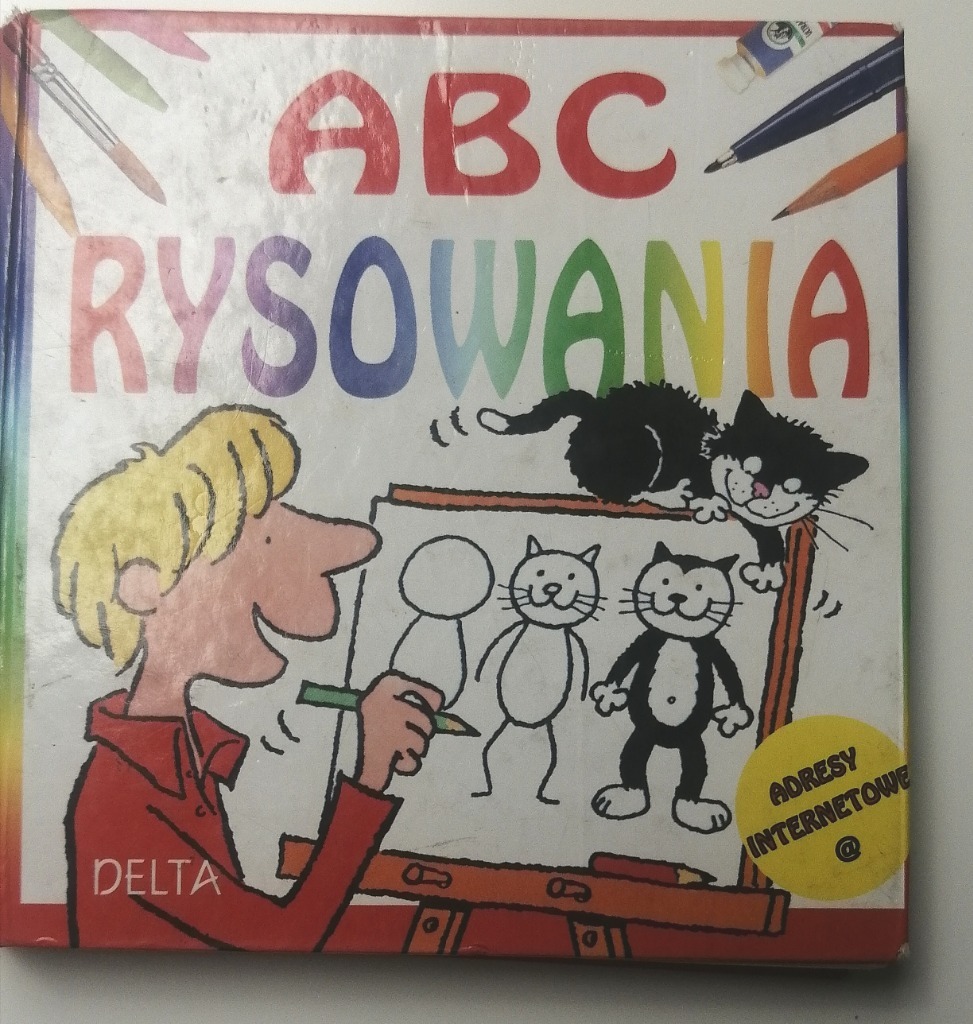 ABC
RYSOWANIA
ADRESY
INTERNETOWE
@
DELTA